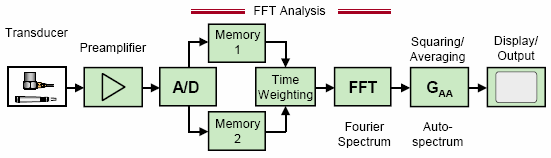 FFT Analysis
Transducer
Preamplifier
A/D
Memory
1
Memory
2
Time
Weighting
FFT
Fourier
Spectrum
Squaring/
Averaging
GAA
Auto-
spectrum
Display/
Output